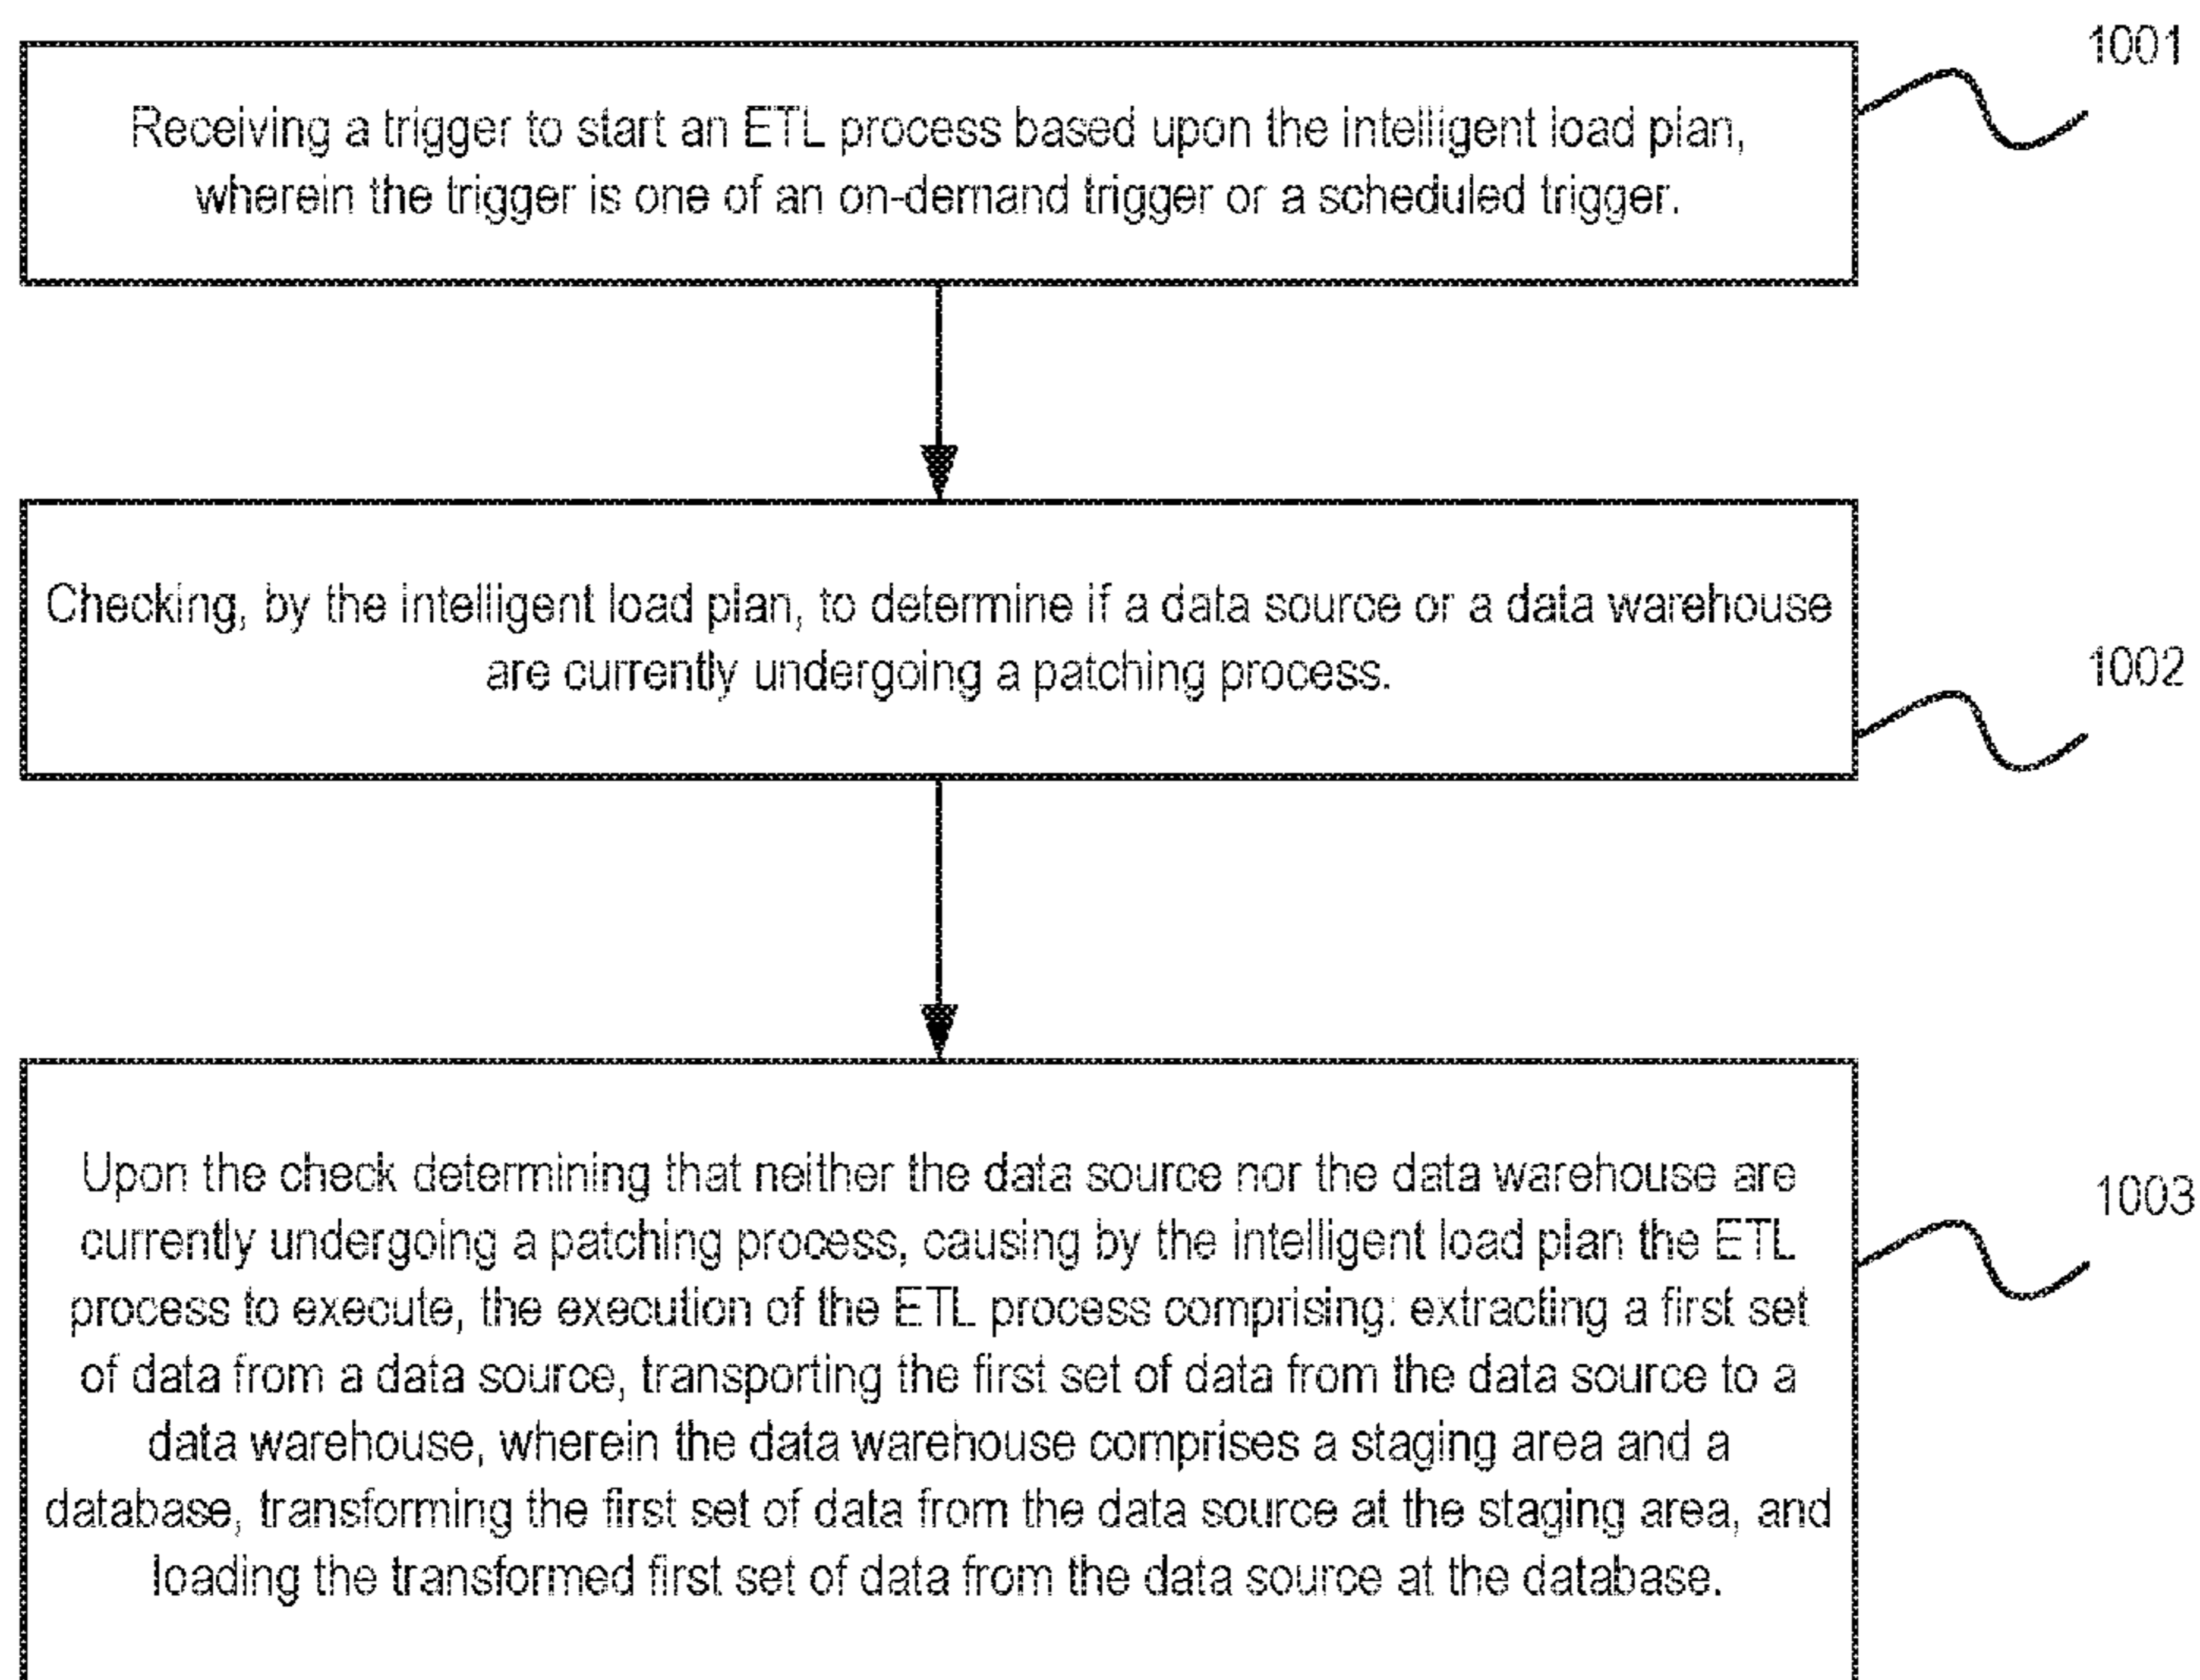 1001
Receiving a trigger to start an ETL process based upon the intelligent load plan,
wherein the trigger is one of an on-demand trigger or a scheduled trigger.
Checking, by the intelligent load plan, to determine if a data source or a data warehouse
are currently undergoing a patching process.
1002
Upon the check determining that neither the data source nor the data warehouse are
currently undergoing a patching process, causing by the intelligent load plan the ETL
process to execute, the execution of the ETL process comprising: extracting a first set
of data from a data source, transporting the first set of data from the data source to a
data warehouse, wherein the data warehouse comprises a staging area and a
database, transforming the first set of data from the data source at the staging area, and
loading the transformed first set of data from the data source at the database.
1003